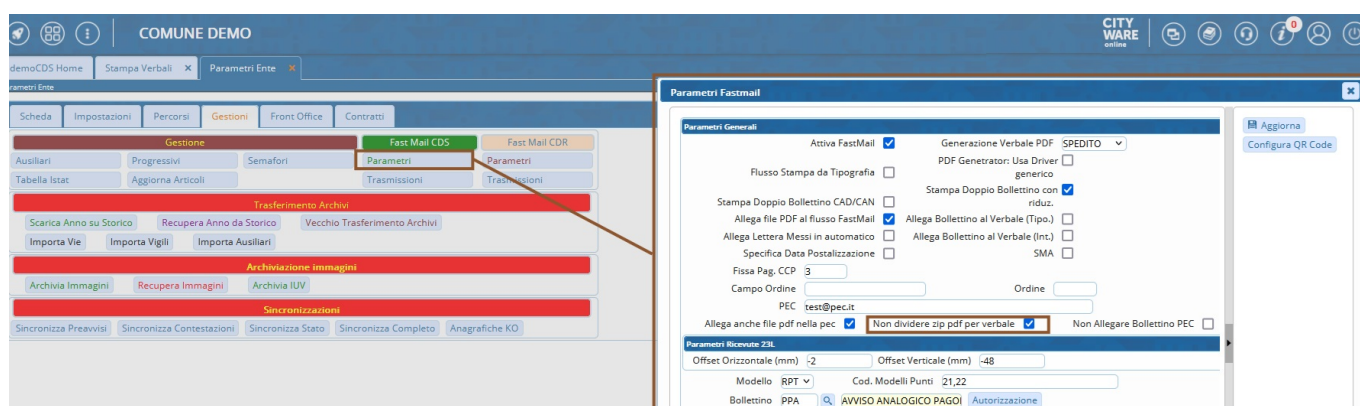 COMUNE DEMO
CITY WARE online
0
demoCDS Home Stampa Verbali × Parametri Ente ×
Parametri Ente
Scheda Impostazioni Percorsi Gestioni Front Office Contratti
Gestione Fast Mail CDS Fast Mail CDR
Ausiliari Progressivi Semafori Parametri Parametri
Tabella Istat Aggiorna Articoli Trasmissioni Trasmissioni
Trasferimento Archivi
Scarica Anno su Storico Recupera Anno da Storico Vecchio Trasferimento Archivi
Importa Vie Importa Vigili Importa Ausiliari
Archiviazione immagini
Archivia Immagini Recupera Immagini Archivia IUV
Sincronizzazioni
Sincronizza Preavvisi Sincronizza Contestazioni Sincronizza Stato Sincronizza Completo Anagrafiche KO
Parametri Fastmail
Parametri Generali
Attiva FastMail Generazione Verbale PDF SPEDITO
Flusso Stampa da Tipografia PDF Genetrator: Usa Driver generico
Stampa Doppio Bollettino CAD/CAN Stampa Doppio Bollettino con riduz.
Allega file PDF al flusso FastMail Allega Bollettino al Verbale (Tipo.)
Allega Lettera Messi in automatico Allega Bollettino al Verbale (Int.)
Specifica Data Postalizzazione SMA
Fissa Pag. CCP 3
Campo Ordine Ordine
PEC test@pec.it
Allega anche file pdf nella pec Non dividere zip pdf per verbale Non Allegare Bollettino PEC
Parametri Ricevute 23L
Offset Orizzontale (mm) -2 Offset Verticale (mm) -48
Modello RPT Cod. Modelli Punti 21,22
Bollettino PPA AVVISO ANALOGICO PAGOI Autorizzazione
Aggiorna
Configura QR Code